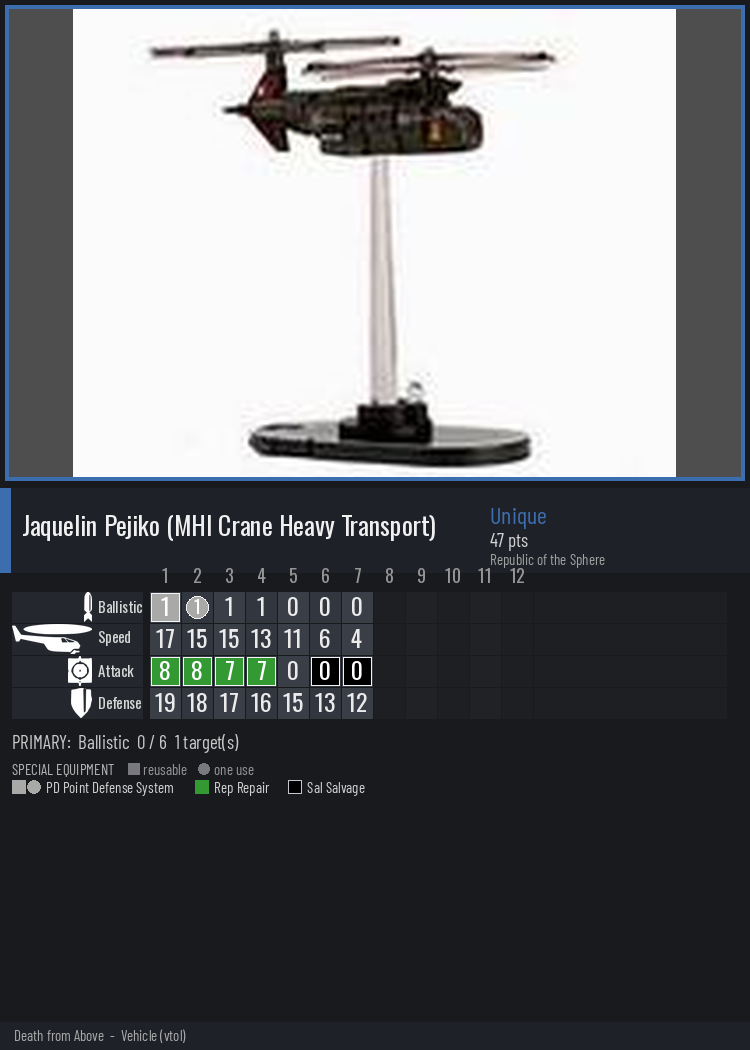 Jaquelin Pejiko (MHI Crane Heavy Transport)
Unique
47 pts
Republic of the Sphere
1 2 3 4 5 6 7 8 9 10 11 12
Ballistic 1 1 1 1 0 0 0
Speed 17 15 15 13 11 6 4
Attack 8 8 7 7 0 0 0
Defense 19 18 17 16 15 13 12
PRIMARY: Ballistic 0 / 6 1 target(s)
SPECIAL EQUIPMENT reusable one use
PD Point Defense System Rep Repair Sal Salvage
Death from Above - Vehicle (vtol)